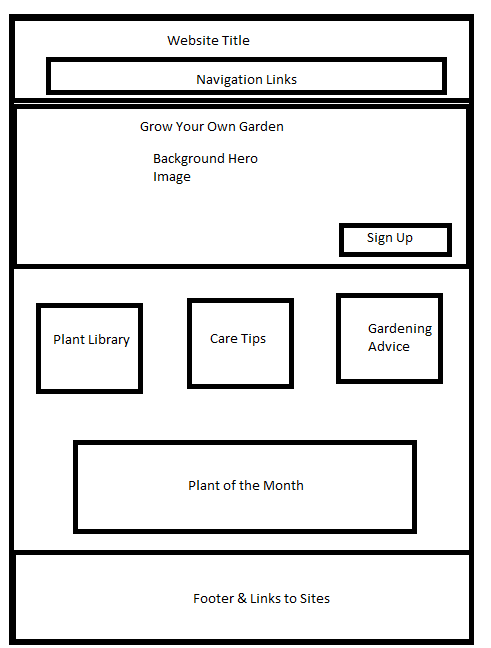 Website Title
Navigation Links
Grow Your Own Garden
Background Hero
Image
Sign Up
Plant Library
Care Tips
Gardening
Advice
Plant of the Month
Footer & Links to Sites